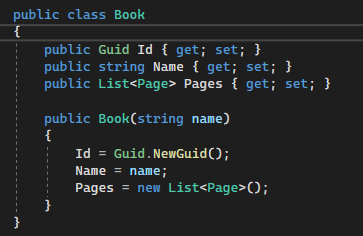 public class Book
{
    public Guid Id { get; set; }
    public string Name { get; set; }
    public List<Page> Pages { get; set; }

    public Book(string name)
    {
        Id = Guid.NewGuid();
        Name = name;
        Pages = new List<Page>();
    }
}